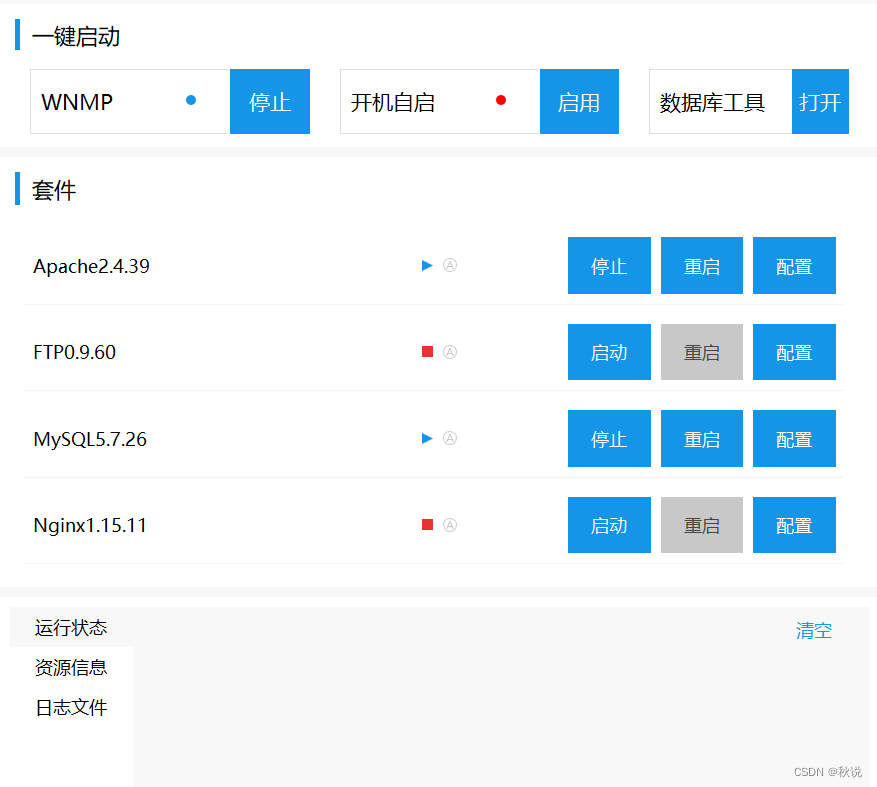 一键启动
WNMP 停止 开机自启 启用 数据库工具 打开
套件
Apache2.4.39 A 停止 重启 配置
FTP0.9.60 A 启动 重启 配置
MySQL5.7.26 A 停止 重启 配置
Nginx1.15.11 A 启动 重启 配置
运行状态 清空
资源信息
日志文件
CSDN @秋说